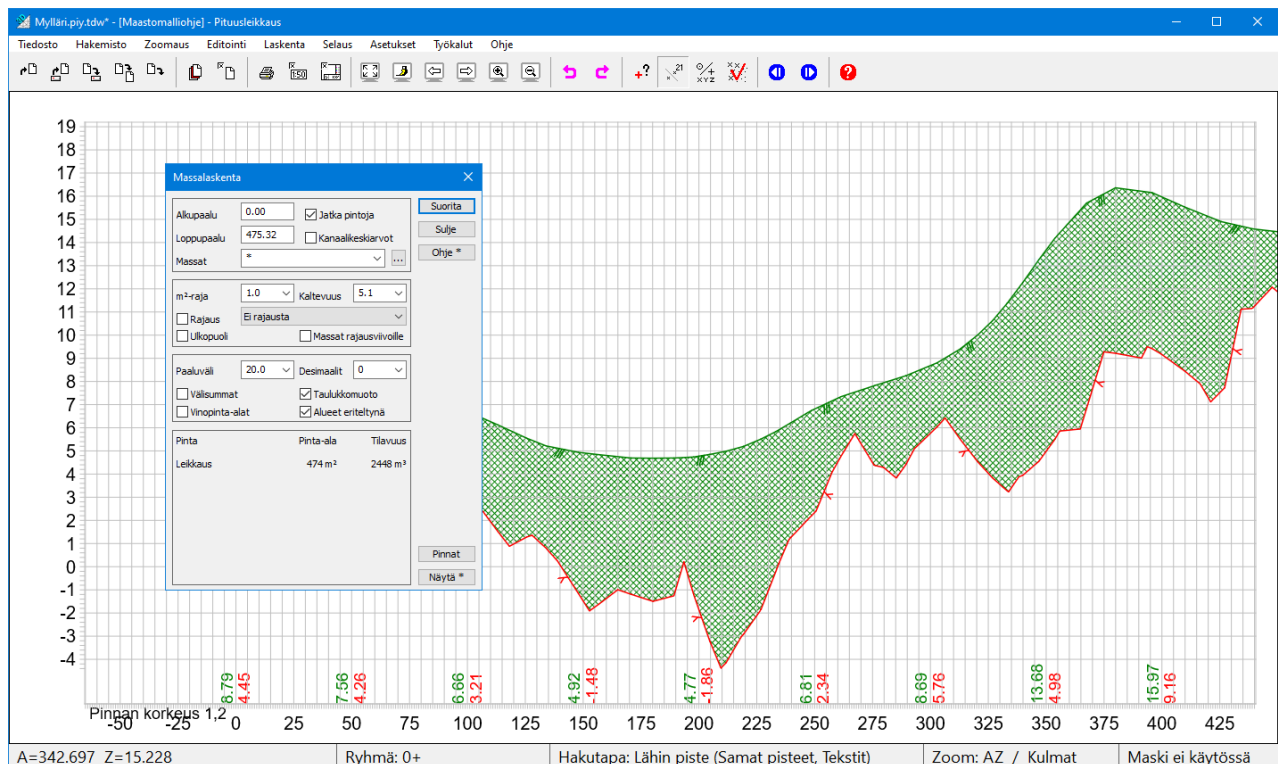 Mylläri.piy.tdw* - [Maastomalliohje] - Pituusleikkaus
Tiedosto Hakemisto Zoomaus Editointi Laskenta Selaus Asetukset Työkalut Ohje
19
18
17
16
15
14
13
12
11
10
9
8
7
6
5
4
3
2
1
0
-1
-2
-3
-4
Massalaskenta
Alkupaalu 0.00 Jatka pintoja Suorita
Loppupaalu 475.32 Kanaalikeskiarvot Sulje
Massat * ... Ohje *
m²-raja 1.0 Kaltevuus 5.1
Rajaus Ei rajausta
Ulkopuoli Massat rajausviivoille
Paaluväli 20.0 Desimaalit 0
Välisummat Taulukkomuoto
Vinopinta-alat Alueet eriteltynä
Pinta Pinta-ala Tilavuus
Leikkaus 474 m² 2448 m³
Pinnat
Näytä *
8.79 7.56 6.66 4.92 4.77 6.81 8.69 13.68 15.97
4.45 4.26 3.21 -1.48 -1.86 2.34 5.76 4.98 9.16
Pinnan korkeus 1,2
-50 -25 0 25 50 75 100 125 150 175 200 225 250 275 300 325 350 375 400 425
A=342.697 Z=15.228 Ryhmä: 0+ Hakutapa: Lähin piste (Samat pisteet, Tekstit) Zoom: AZ / Kulmat Maski ei käytössä